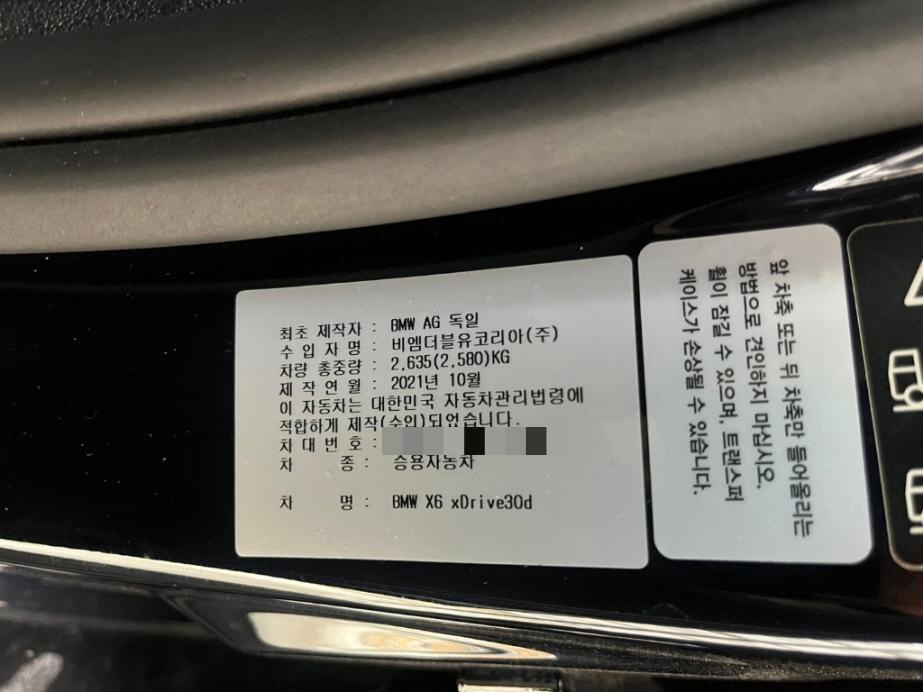 최초 제작자 : BMW AG 독일
수 입 자 명 : 비엠더블유코리아(주)
차량 총중량 : 2,635(2,580)KG
제 작 연 월 : 2021년 10월
이 자동차는 대한민국 자동차관리법령에
적합하게 제작(수입)되었습니다.
차 대 번 호 :
차 종 : 승용자동차
차 명 : BMW X6 xDrive30d
앞 차축 또는 뒤 차축만 들어올리는
방법으로 견인하지 마십시오.
휠이 잠길 수 있으며, 트랜스퍼
케이스가 손상될 수 있습니다.